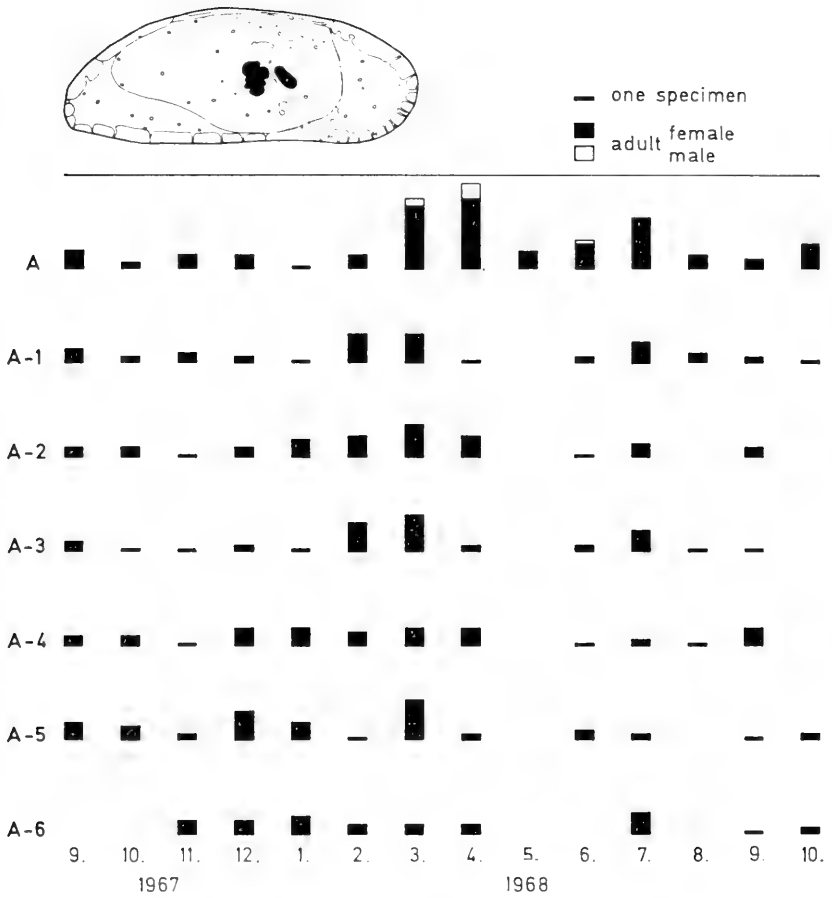 one specimen
adult female
male
A
A-1
A-2
A-3
A-4
A-5
A-6
9. 10. 11. 12. 1. 2. 3. 4. 5. 6. 7. 8. 9. 10.
1967 1968